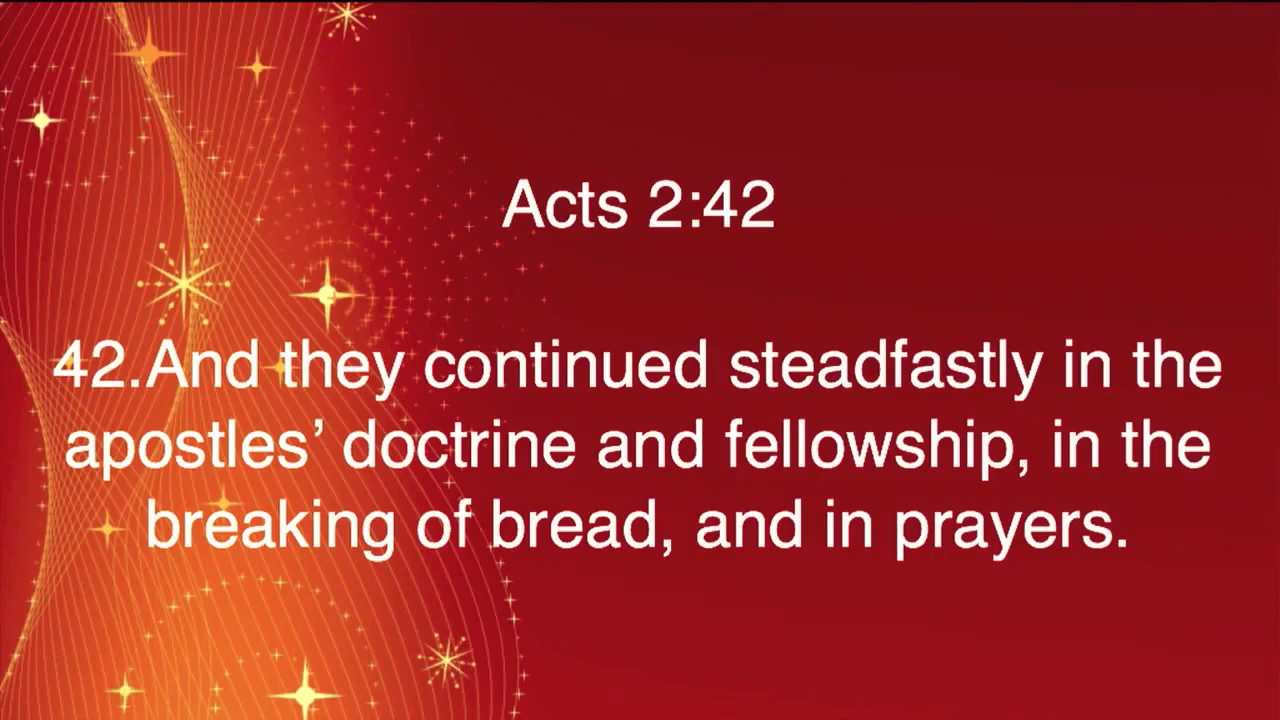 Acts 2:42
42.And they continued steadfastly in the
apostles’ doctrine and fellowship, in the
breaking of bread, and in prayers.